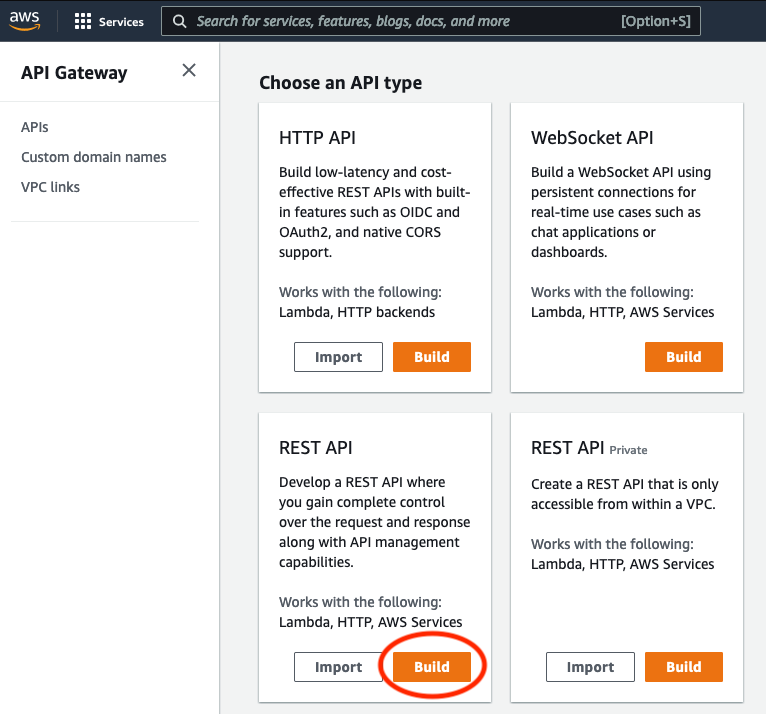 aws
Services
Search for services, features, blogs, docs, and more
[Option+S]
API Gateway
APIs
Custom domain names
VPC links
Choose an API type
HTTP API
Build low-latency and cost-
effective REST APIs with built-
in features such as OIDC and
OAuth2, and native CORS
support.
Works with the following:
Lambda, HTTP backends
Import
Build
WebSocket API
Build a WebSocket API using
persistent connections for
real-time use cases such as
chat applications or
dashboards.
Works with the following:
Lambda, HTTP, AWS Services
Build
REST API
Develop a REST API where
you gain complete control
over the request and response
along with API management
capabilities.
Works with the following:
Lambda, HTTP, AWS Services
Import
Build
REST API Private
Create a REST API that is only
accessible from within a VPC.
Works with the following:
Lambda, HTTP, AWS Services
Import
Build